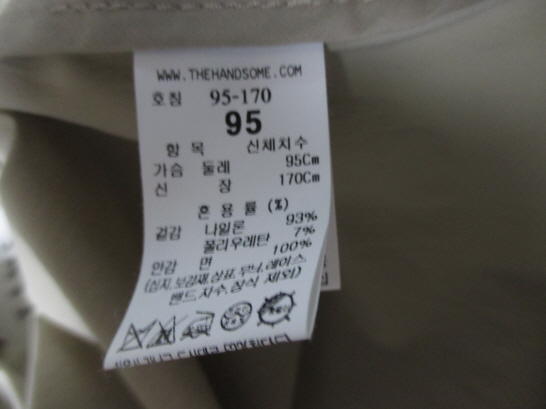 WWW.THEHANDSOME.COM
호칭 95-170
95
항 목 신체치수
가슴 둘레 95Cm
신 장 170Cm
혼 용 률 (%)
겉감 나일론 93%
폴리우레탄 7%
안감 면 100%
(심지,보강재,상표,무늬,레이스
밴드,자수,장식 제외)